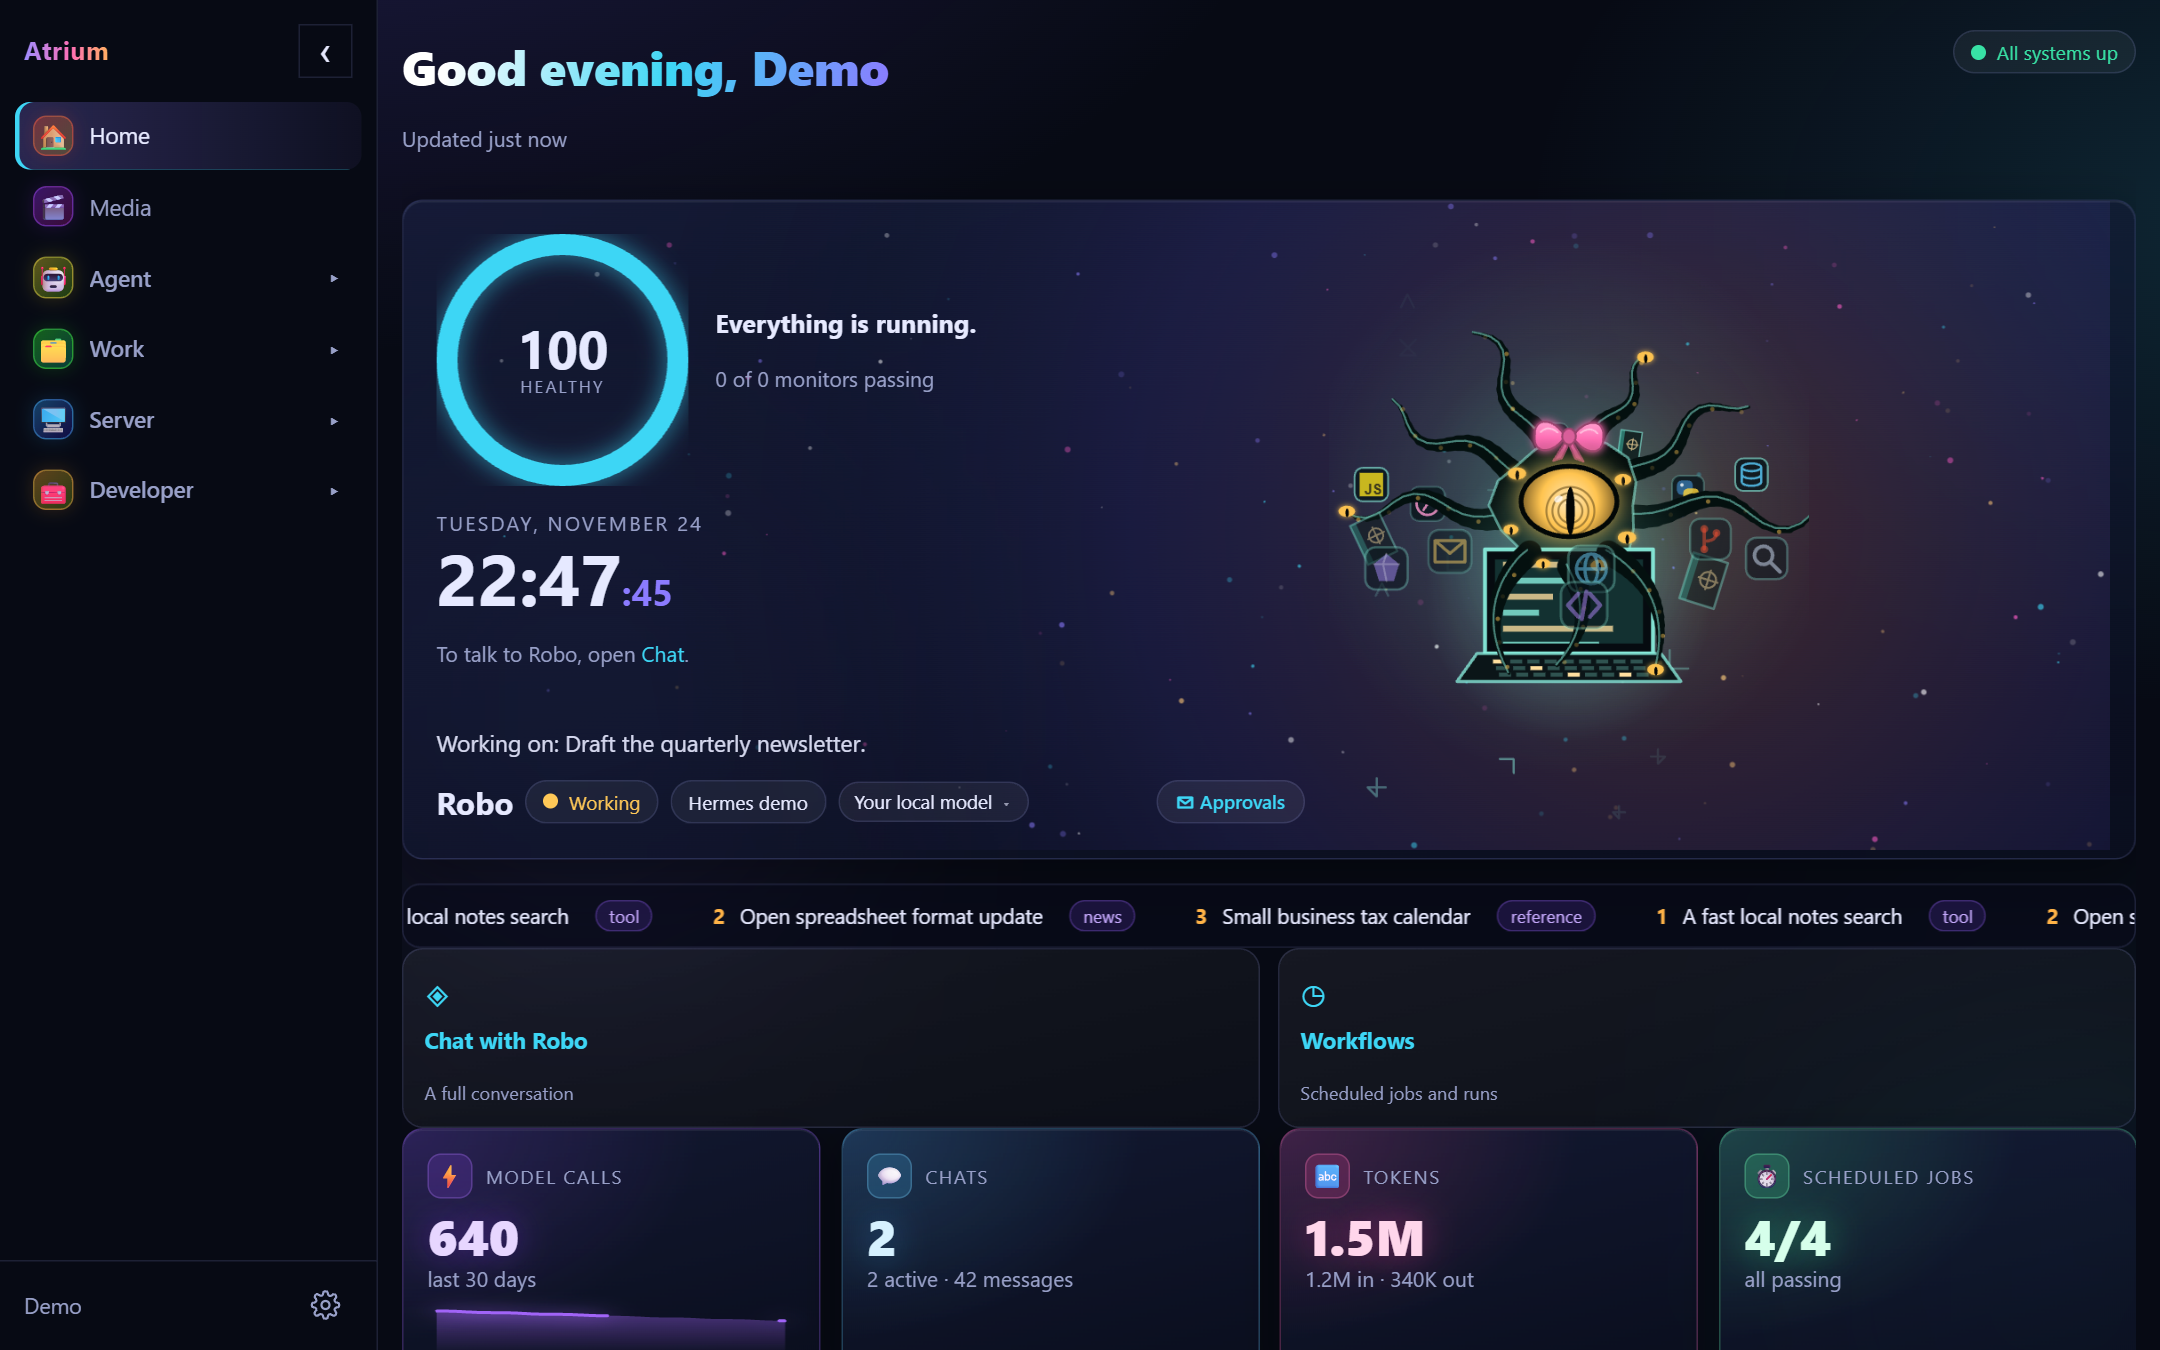 Atrium
❮
Home
Media
Agent
Work
Server
Developer
Demo
Good evening, Demo
Updated just now
All systems up
100
HEALTHY
Everything is running.
0 of 0 monitors passing
TUESDAY, NOVEMBER 24
22:47:45
To talk to Robo, open Chat.
JS
</>
Working on: Draft the quarterly newsletter.
Robo Working Hermes demo Your local model Approvals
local notes search tool 2 Open spreadsheet format update news 3 Small business tax calendar reference 1 A fast local notes search tool 2 Open s
Chat with Robo
A full conversation
Workflows
Scheduled jobs and runs
MODEL CALLS
640
last 30 days
CHATS
2
2 active · 42 messages
abc
TOKENS
1.5M
1.2M in · 340K out
SCHEDULED JOBS
4/4
all passing